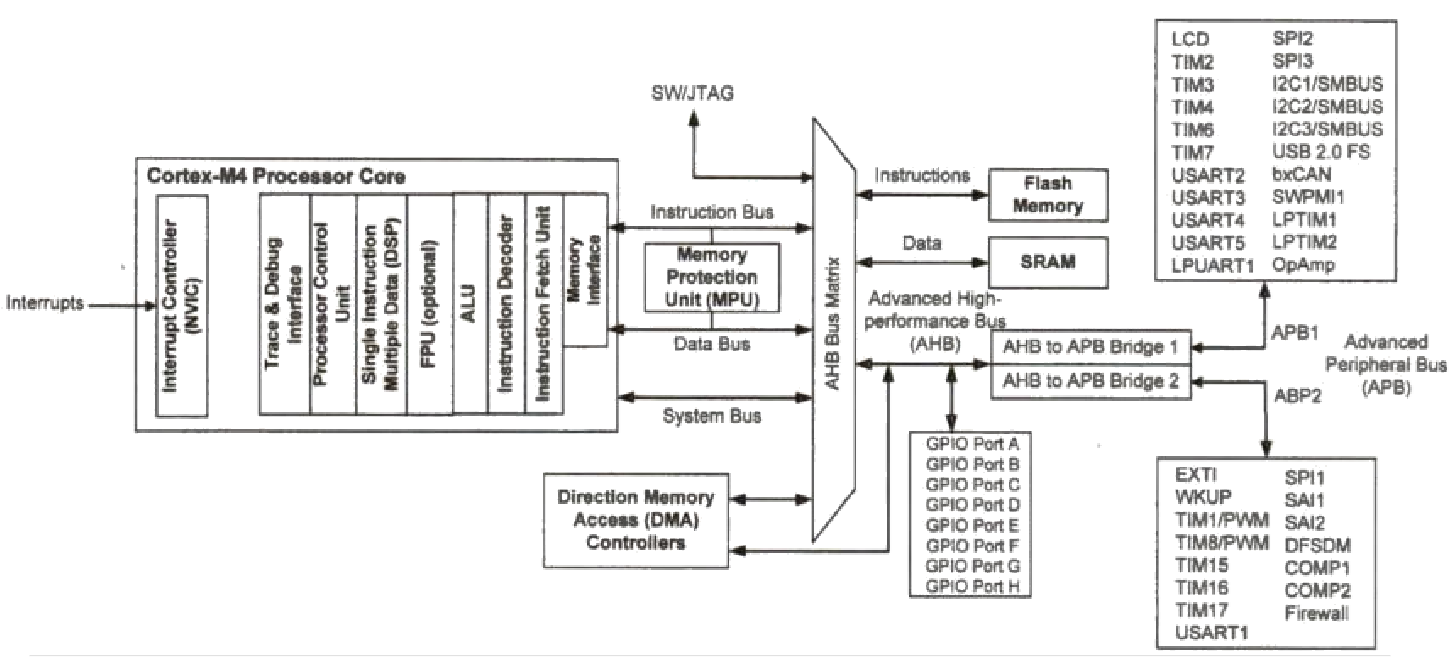 SW/JTAG
Cortex-M4 Processor Core
Interrupts
Interrupt Controller
(NVIC)
Trace & Debug
Interface
Processor Control
Unit
Single Instruction
Multiple Data (DSP)
FPU (optional)
ALU
Instruction Decoder
Instruction Fetch Unit
Memory
Interface
Instruction Bus
Memory
Protection
Unit (MPU)
Data Bus
System Bus
Direction Memory
Access (DMA)
Controllers
AHB Bus Matrix
Instructions
Flash
Memory
Data
SRAM
Advanced High-
performance Bus
(AHB)
AHB to APB Bridge 1
AHB to APB Bridge 2
GPIO Port A
GPIO Port B
GPIO Port C
GPIO Port D
GPIO Port E
GPIO Port F
GPIO Port G
GPIO Port H
LCD
TIM2
TIM3
TIM4
TIM6
TIM7
USART2
USART3
USART4
USART5
LPUART1
SPI2
SPI3
I2C1/SMBUS
I2C2/SMBUS
I2C3/SMBUS
USB 2.0 FS
bxCAN
SWPMI1
LPTIM1
LPTIM2
OpAmp
APB1
Advanced
Peripheral Bus
(APB)
ABP2
EXTI
WKUP
TIM1/PWM
TIM8/PWM
TIM15
TIM16
TIM17
USART1
SPI1
SAI1
SAI2
DFSDM
COMP1
COMP2
Firewall